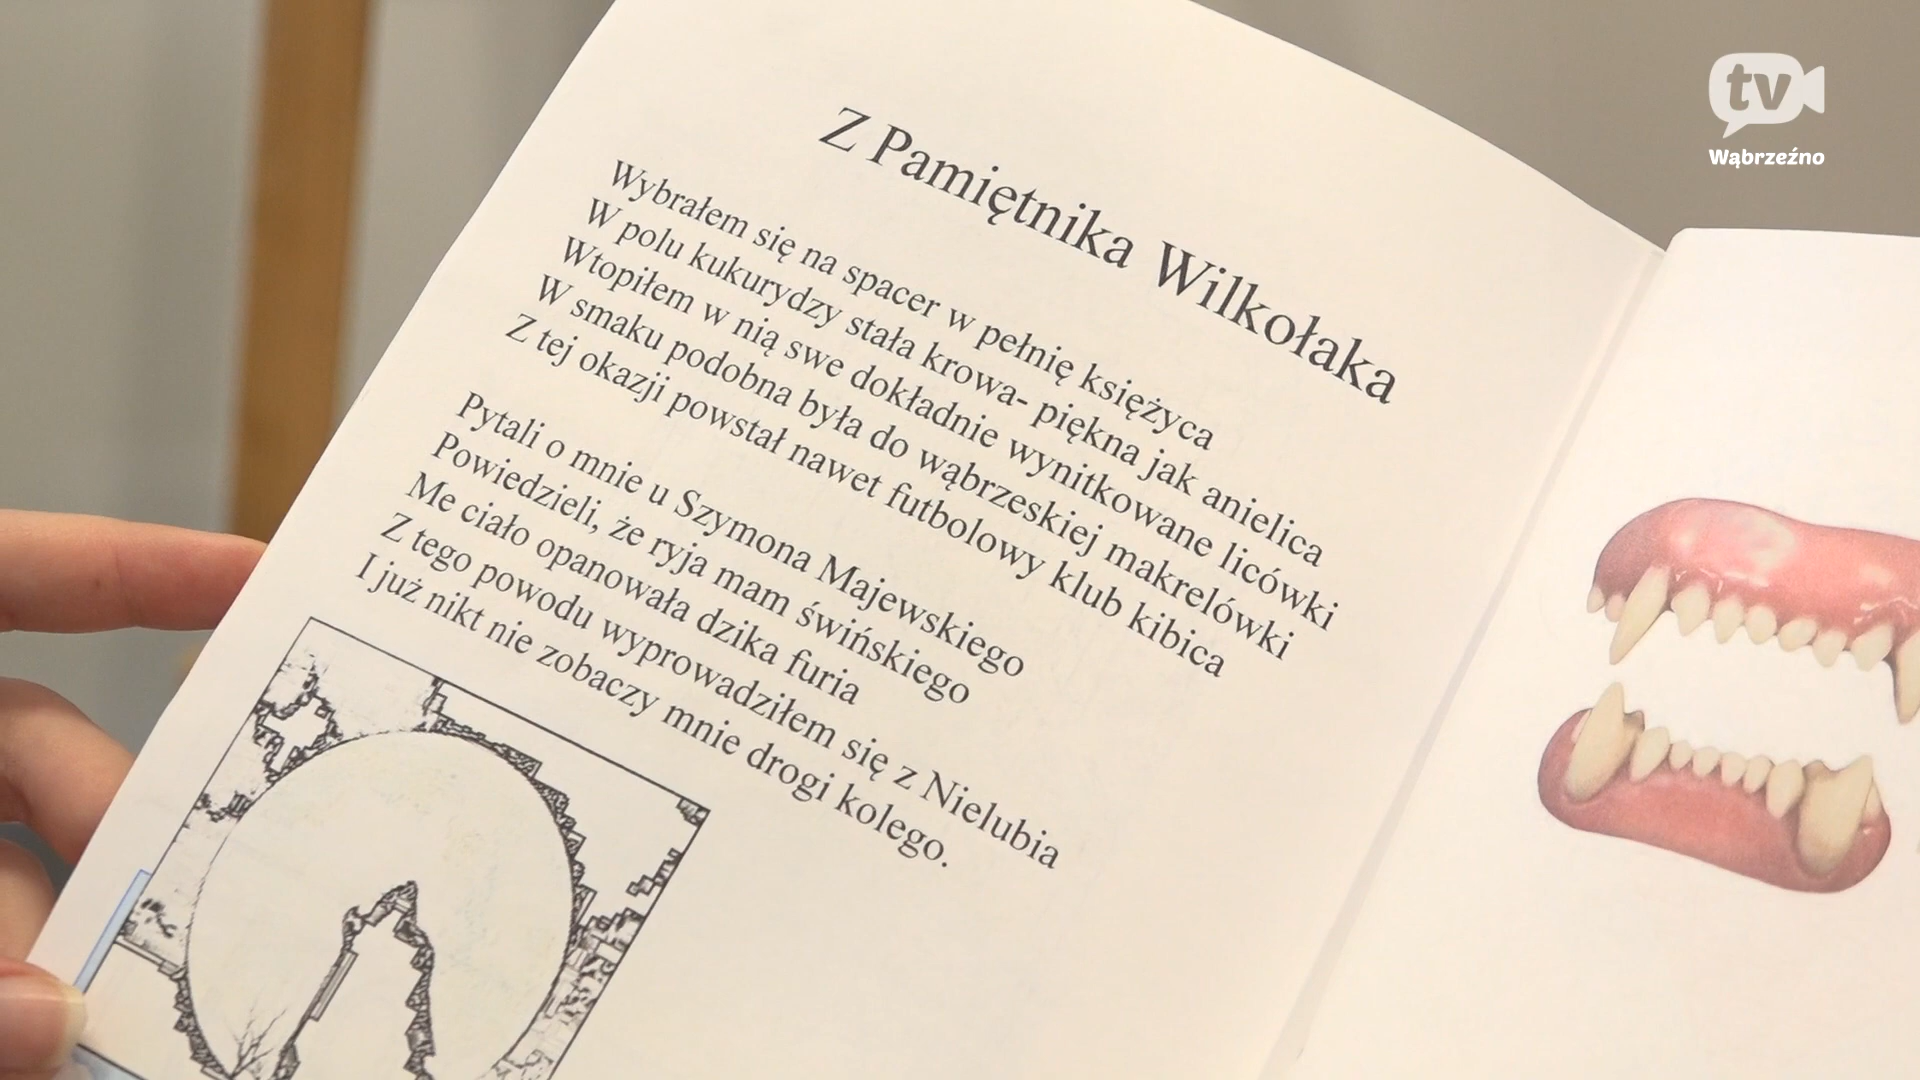 tv
Wąbrzeźno
Z Pamiętnika Wilkołaka
Wybrałem się na spacer w pełnię księżyca
W polu kukurydzy stała krowa- piękna jak anielica
Wtopiłem w nią swe dokładnie wynitkowane licówki
W smaku podobna była do wąbrzeskiej makrelówki
Z tej okazji powstał nawet futbolowy klub kibica
Pytali o mnie u Szymona Majewskiego
Powiedzieli, że ryja mam świńskiego
Me ciało opanowała dzika furia
Z tego powodu wyprowadziłem się z Nielubia
I już nikt nie zobaczy mnie drogi kolego.